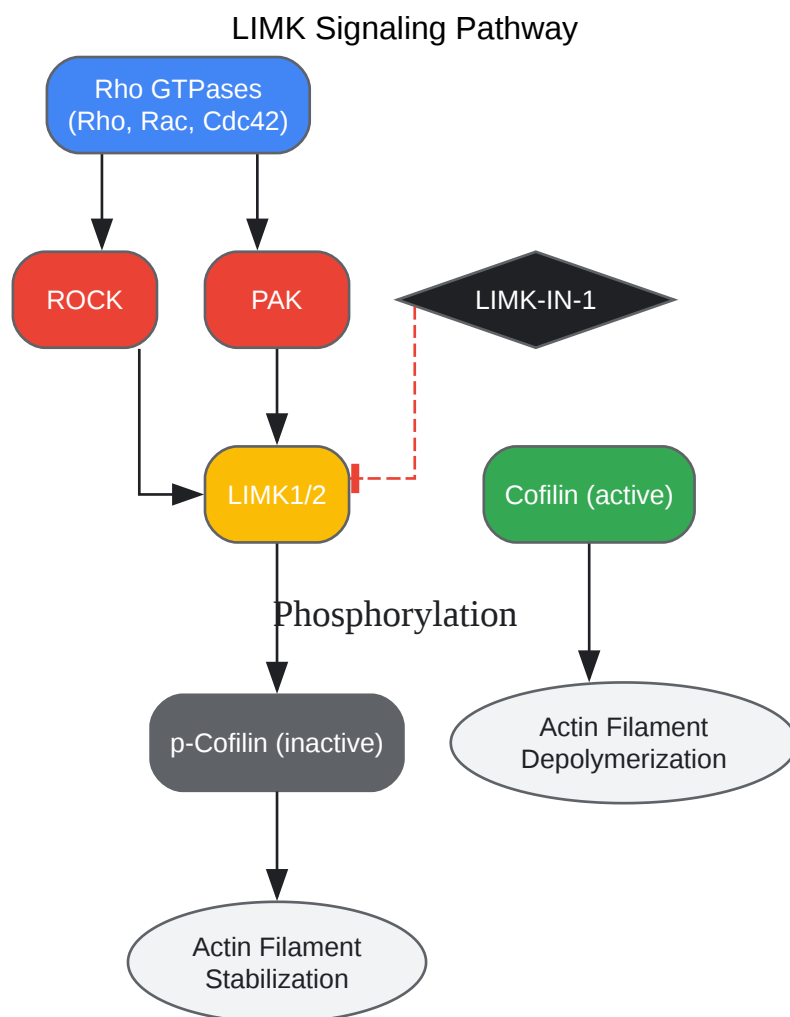 LIMK Signaling Pathway
Rho GTPases
(Rho, Rac, Cdc42)
ROCK
PAK
LIMK-IN-1
LIMK1/2
Cofilin (active)
Phosphorylation
p-Cofilin (inactive)
Actin Filament
Depolymerization
Actin Filament
Stabilization